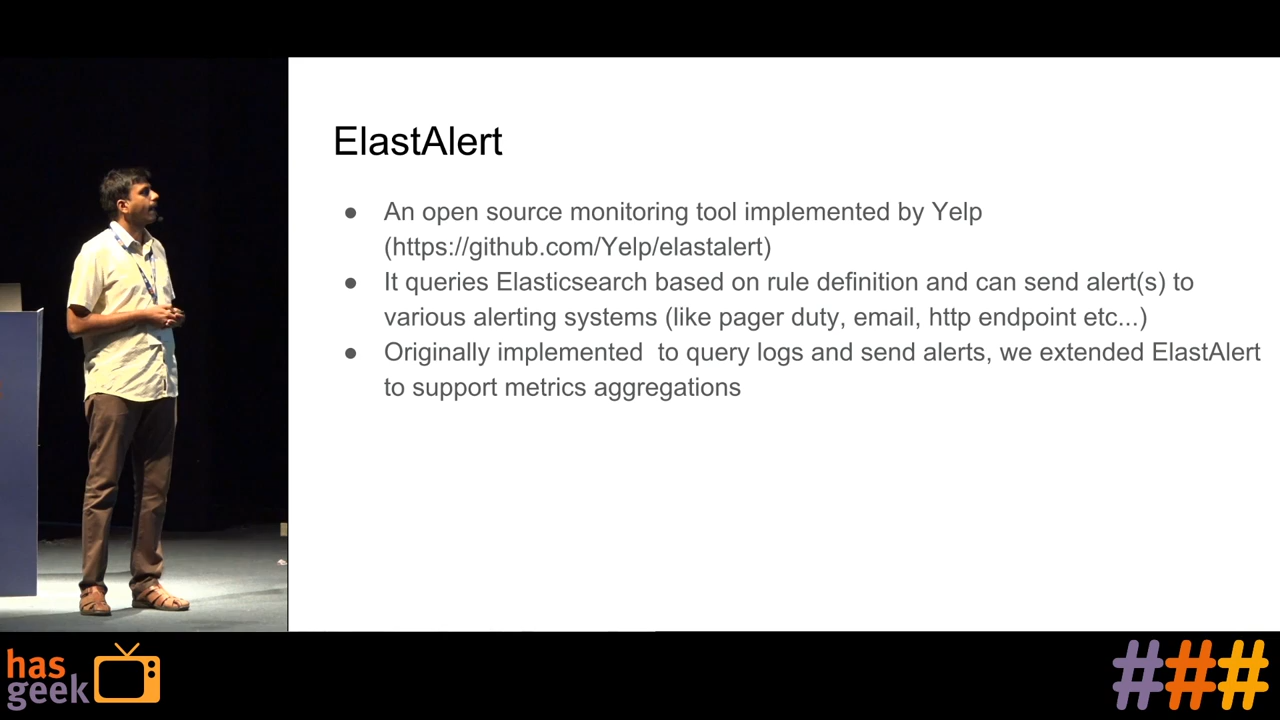 ElastAlert
● An open source monitoring tool implemented by Yelp
(https://github.com/Yelp/elastalert)
● It queries Elasticsearch based on rule definition and can send alert(s) to
various alerting systems (like pager duty, email, http endpoint etc...)
● Originally implemented  to query logs and send alerts, we extended ElastAlert
to support metrics aggregations
has
geek
###